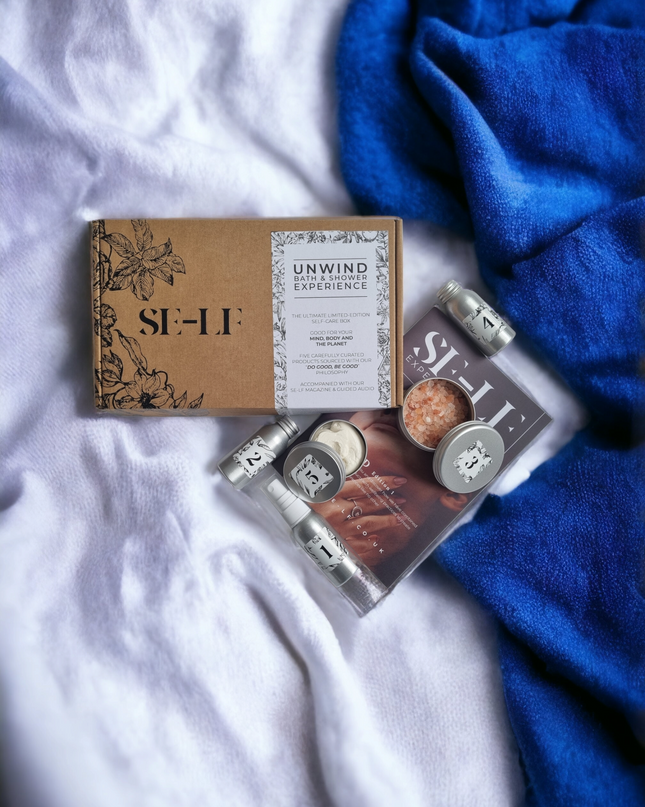 SE-LF
UNWIND
BATH & SHOWER
EXPERIENCE
THE ULTIMATE LIMITED EDITION
SELF-CARE BOX
GOOD FOR YOUR
MIND, BODY AND
THE PLANET
FIVE CAREFULLY CURATED
PRODUCTS SOURCED WITH OUR
'DO GOOD, BE GOOD'
PHILOSOPHY
ACCOMPANIED WITH OUR
SE-LF MAGAZINE & GUIDED AUDIO
4
SE-LF
3
2
5
1